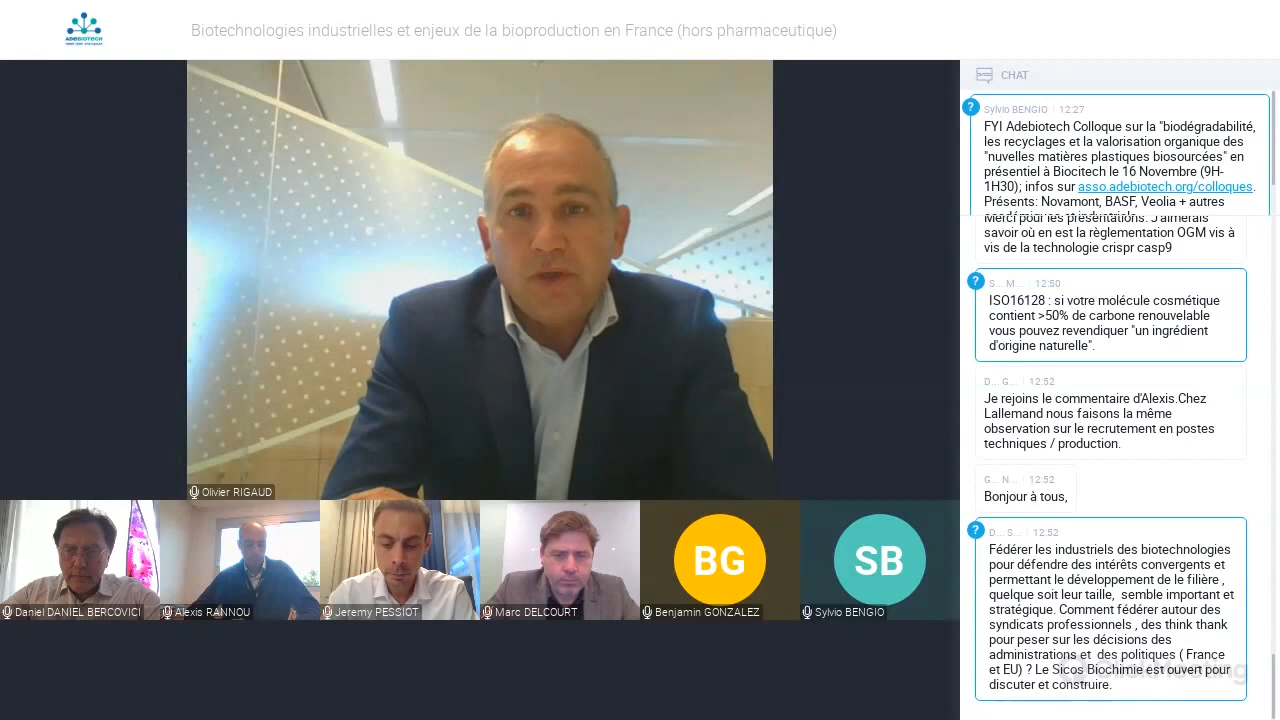 ADEBIOTECH
Biotechnologies industrielles et enjeux de la bioproduction en France (hors pharmaceutique)
Olivier RIGAUD
Daniel DANIEL BERCOVICI
Alexis RANNOU
Jeremy PESSIOT
Marc DELCOURT
BG
Benjamin GONZALEZ
SB
Sylvio BENGIO
CHAT
?
Sylvio BENGIO 12:27
FYI Adebiotech Colloque sur la "biodégradabilité,
les recyclages et la valorisation organique des
"nuvelles matières plastiques biosourcées" en
présentiel à Biocitech le 16 Novembre (9H-
1H30); infos sur asso.adebiotech.org/colloques.
Présents: Novamont, BASF, Veolia + autres
Merci pour les présentations. J'aimerais
savoir où en est la règlementation OGM vis à
vis de la technologie crispr casp9
?
S... M... 12:50
ISO16128 : si votre molécule cosmétique
contient >50% de carbone renouvelable
vous pouvez revendiquer "un ingrédient
d'origine naturelle".
D... G... 12:52
Je rejoins le commentaire d'Alexis.Chez
Lallemand nous faisons la même
observation sur le recrutement en postes
techniques / production.
G... N... 12:52
Bonjour à tous,
?
D... S... 12:52
Fédérer les industriels des biotechnologies
pour défendre des intérêts convergents et
permettant le développement de le filière ,
quelque soit leur taille, semble important et
stratégique. Comment fédérer autour des
syndicats professionnels , des think thank
pour peser sur les décisions des
administrations et des politiques ( France
et EU) ? Le Sicos Biochimie est ouvert pour
discuter et construire.
ClickMeeting